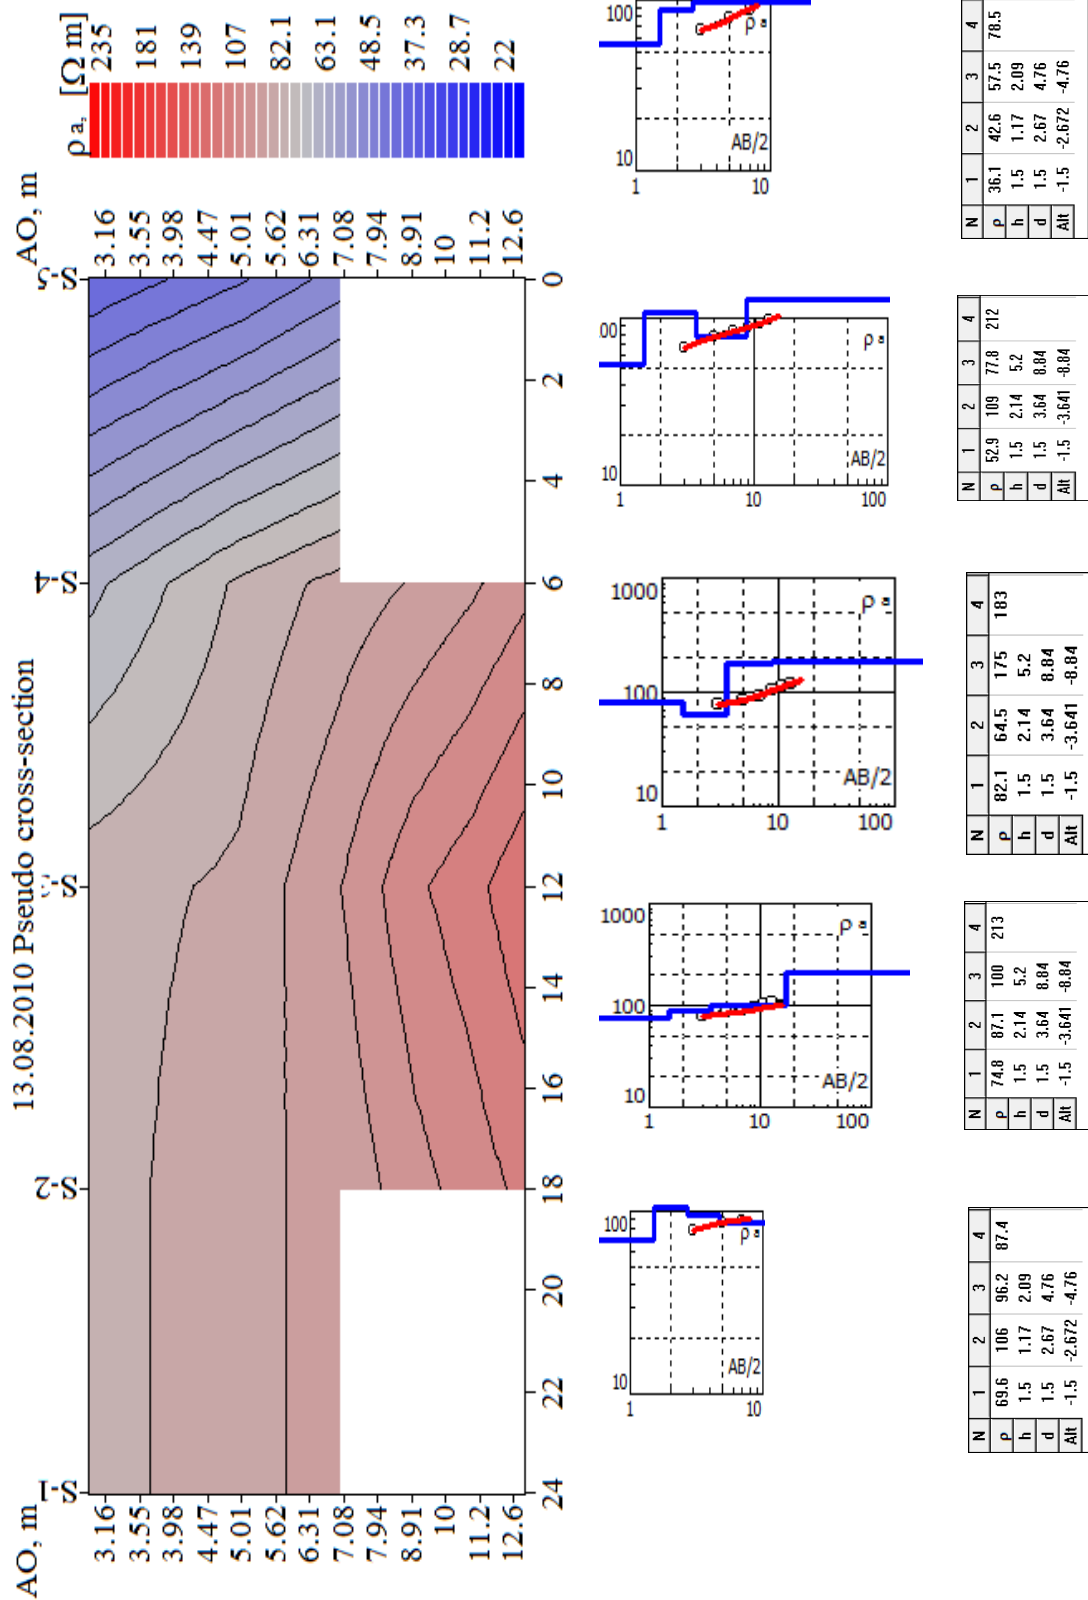 13.08.2010 Pseudo cross-section
AO, m
S-1 S-2 S-4
AO, m
3.16
3.55
3.98
4.47
5.01
5.62
6.31
7.08
7.94
8.91
10
11.2
12.6
24 22 20 18 16 14 12 10 8 6 4 2 0
3.16
3.55
3.98
4.47
5.01
5.62
6.31
7.08
7.94
8.91
10
11.2
12.6
ρ a, [Ω m]
235
181
139
107
82.1
63.1
48.5
37.3
28.7
22
100
ρ a
AB/2
10
1 10
1000
ρ a
100
AB/2
10
1 10 100
1000
ρ a
100
AB/2
10
1 10 100
00
ρ a
AB/2
10
1 10 100
100
ρ a
AB/2
10
1 10
N 1 2 3 4
ρ 69.6 106 96.2 87.4
h 1.5 1.17 2.09
d 1.5 2.67 4.76
Alt -1.5 -2.672 -4.76
N 1 2 3 4
ρ 74.8 87.1 100 213
h 1.5 2.14 5.2
d 1.5 3.64 8.84
Alt -1.5 -3.641 -8.84
N 1 2 3 4
ρ 82.1 64.5 175 183
h 1.5 2.14 5.2
d 1.5 3.64 8.84
Alt -1.5 -3.641 -8.84
N 1 2 3 4
ρ 52.9 109 77.8 212
h 1.5 2.14 5.2
d 1.5 3.64 8.84
Alt -1.5 -3.641 -8.84
N 1 2 3 4
ρ 36.1 42.6 57.5 78.5
h 1.5 1.17 2.09
d 1.5 2.67 4.76
Alt -1.5 -2.672 -4.76